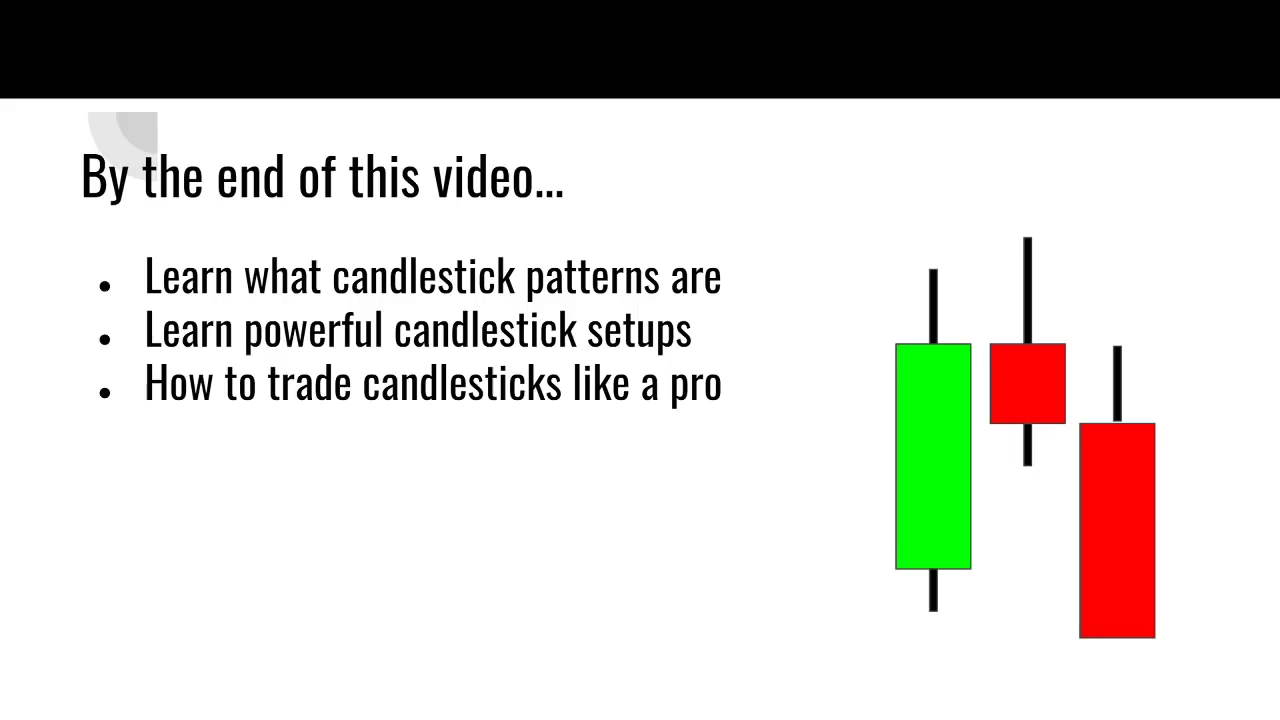 By the end of this video...
● Learn what candlestick patterns are
● Learn powerful candlestick setups
● How to trade candlesticks like a pro